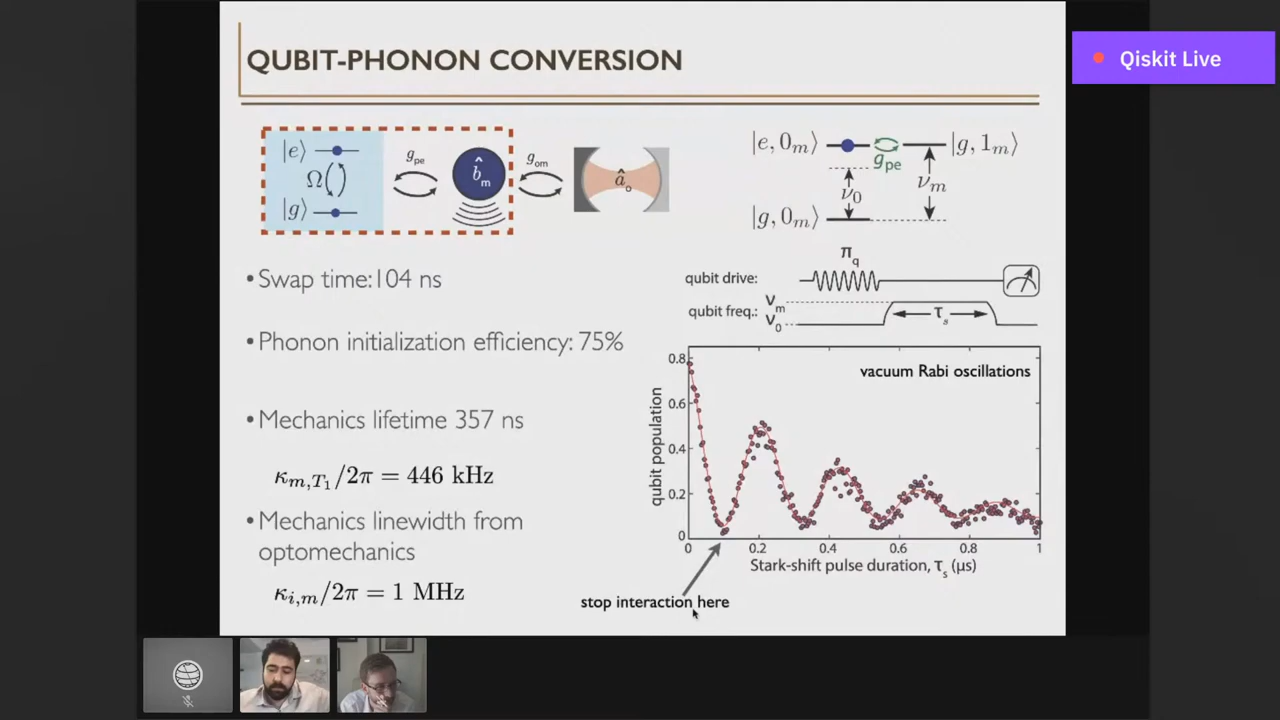 Qiskit Live
QUBIT-PHONON CONVERSION
|e⟩
Ω
|g⟩
g_pe
b̂_m
g_om
â_o
|e, 0_m⟩
g_pe
|g, 1_m⟩
ν_0
ν_m
|g, 0_m⟩
•Swap time:104 ns
•Phonon initialization efficiency: 75%
•Mechanics lifetime 357 ns
κ_{m,T_1}/2π = 446 kHz
•Mechanics linewidth from
optomechanics
κ_{i,m}/2π = 1 MHz
π_q
qubit drive:
qubit freq.:
ν_m
ν_0
τ_s
vacuum Rabi oscillations
qubit population
0.8
0.6
0.4
0.2
0
0 0.2 0.4 0.6 0.8 1
Stark-shift pulse duration, τ_s (μs)
stop interaction here